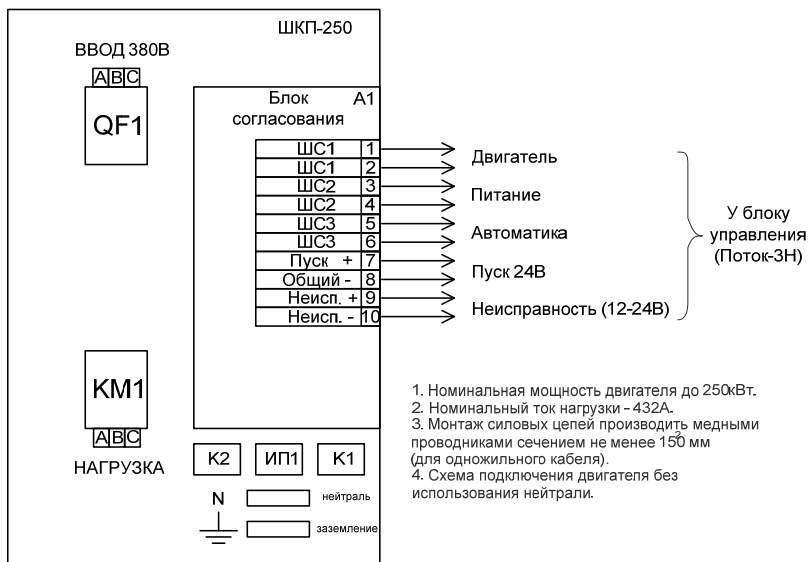 ШКП-250
ВВОД 380В
A B C
QF1
Блок согласования
A1
ШС1 1
ШС1 2
ШС2 3
ШС2 4
ШС3 5
ШС3 6
Пуск + 7
Общий - 8
Неисп. + 9
Неисп. - 10
Двигатель
Питание
Автоматика
Пуск 24В
Неисправность (12-24В)
У блоку
управления
(Поток-3Н)
KM1
A B C
НАГРУЗКА
К2 ИП1 К1
N нейтраль
заземление
1. Номинальная мощность двигателя до 250кВт.
2. Номинальный ток нагрузки - 432А.
3. Монтаж силовых цепей производить медными
проводниками сечением не менее 150 мм²
(для одножильного кабеля).
4. Схема подключения двигателя без
использования нейтрали.